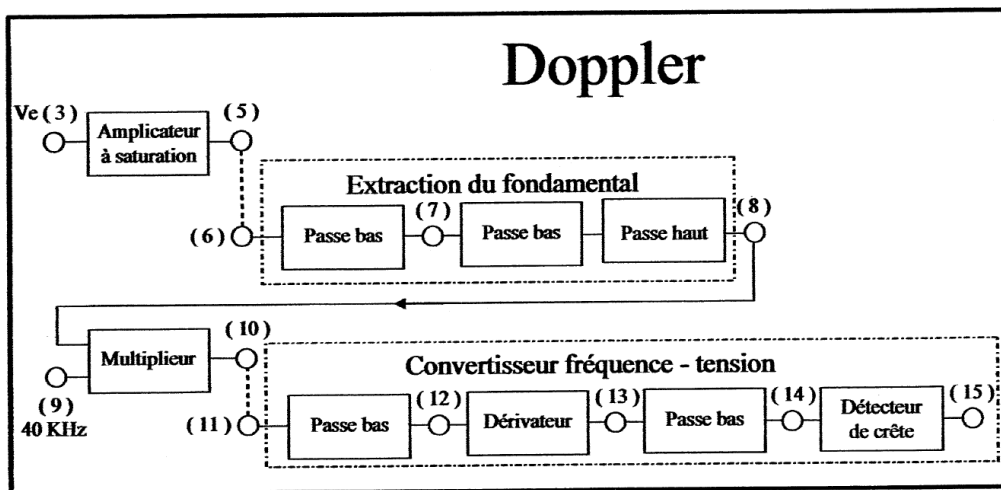 Doppler
Ve ( 3 )
Amplicateur
à saturation
( 5 )
Extraction du fondamental
( 6 )
Passe bas
( 7 )
Passe bas
Passe haut
( 8 )
Multiplieur
( 10 )
( 9 )
40 KHz
Convertisseur fréquence - tension
( 11 )
Passe bas
( 12 )
Dérivateur
( 13 )
Passe bas
( 14 )
Détecteur
de crête
( 15 )